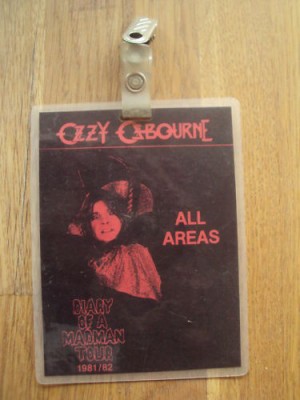 OZZY OSBOURNE
ALL
AREAS
DIARY
OF A
MADMAN
TOUR
1981/82